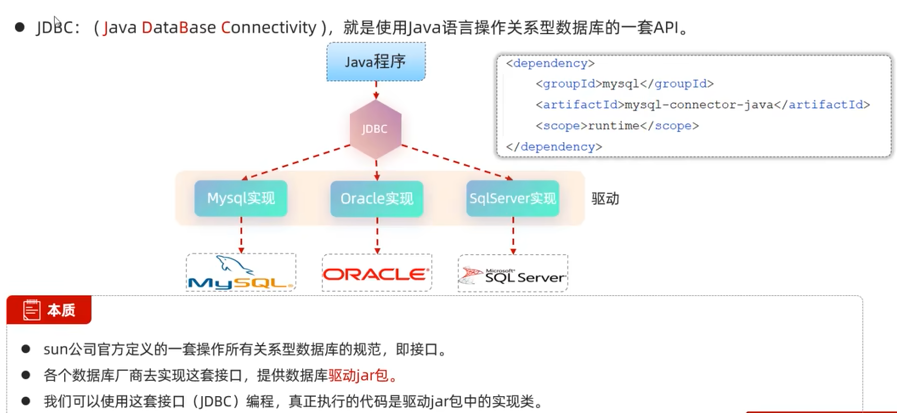 ● JDBC：（Java DataBase Connectivity），就是使用Java语言操作关系型数据库的一套API。
Java程序
<dependency>
<groupId>mysql</groupId>
<artifactId>mysql-connector-java</artifactId>
<scope>runtime</scope>
</dependency>
JDBC
Mysql实现 Oracle实现 SqlServer实现 驱动
MySQL® ORACLE® Microsoft® SQL Server
本质
● sun公司官方定义的一套操作所有关系型数据库的规范，即接口。
● 各个数据库厂商去实现这套接口，提供数据库驱动jar包。
● 我们可以使用这套接口（JDBC）编程，真正执行的代码是驱动jar包中的实现类。